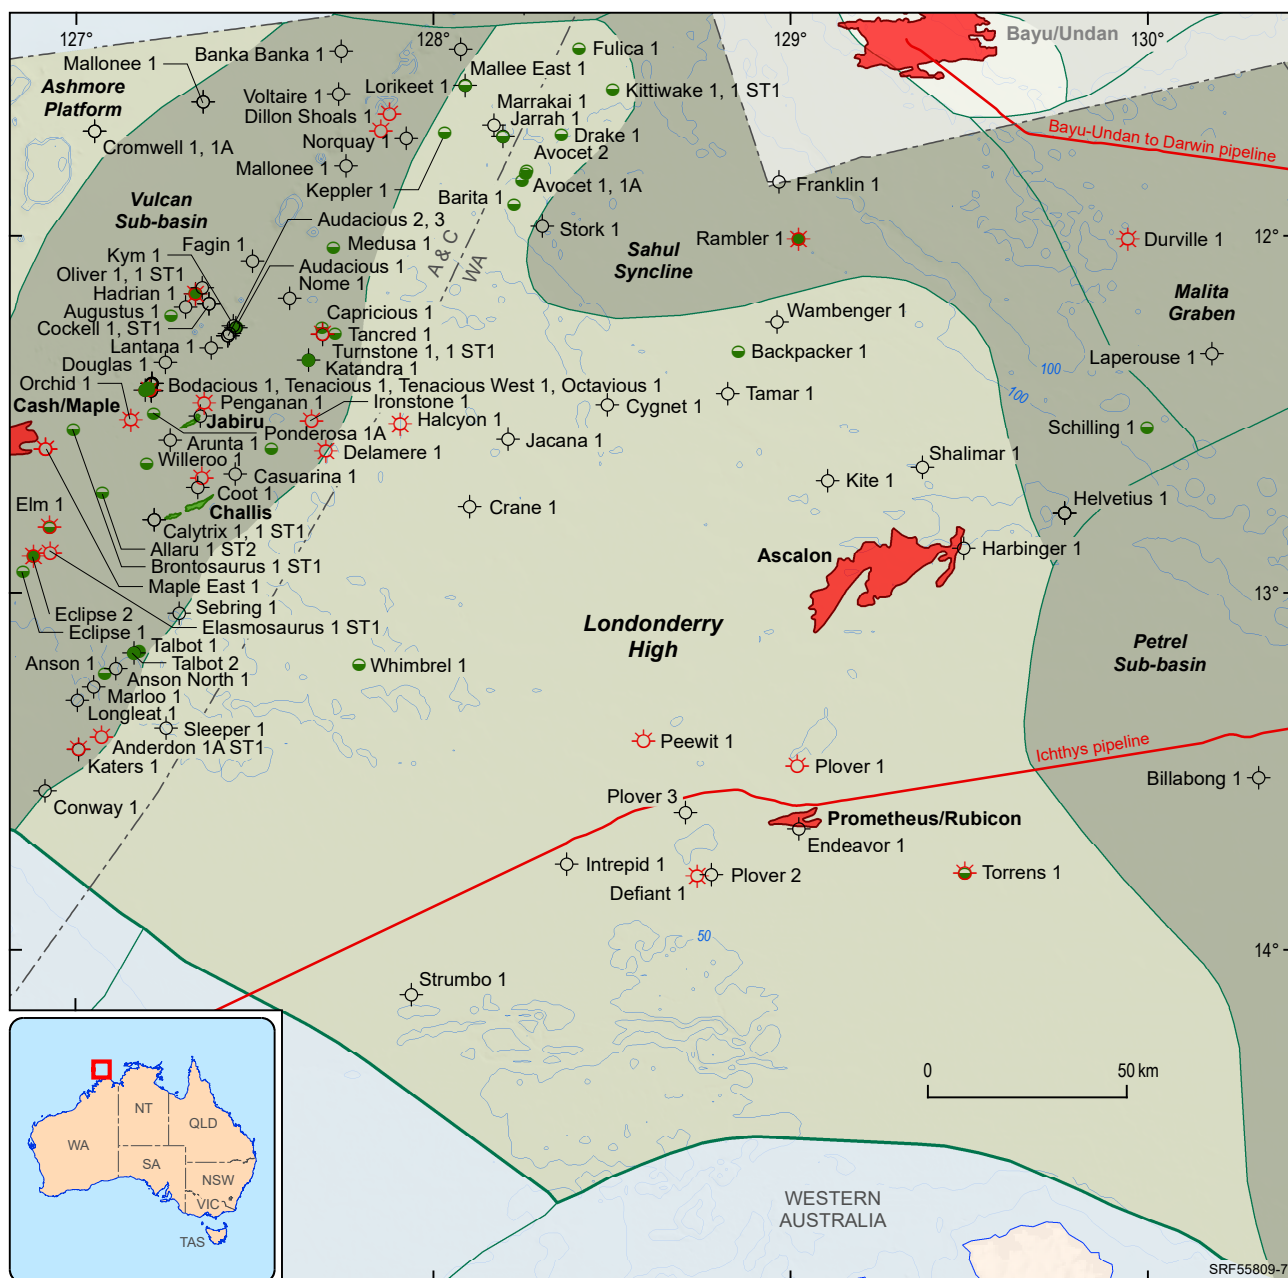 127°
128°
129°
130°
Bayu/Undan
Banka Banka 1
Fulica 1
Mallonee 1
Mallee East 1
Ashmore
Platform
Voltaire 1
Lorikeet 1
Kittiwake 1, 1 ST1
Dillon Shoals 1
Marrakai 1
Jarrah 1
Bayu-Undan to Darwin pipeline
Cromwell 1, 1A
Norquay 1
Drake 1
Avocet 2
Mallonee 1
Keppler 1
Avocet 1, 1A
Franklin 1
Barita 1
Vulcan
Sub-basin
Audacious 2, 3
Stork 1
Rambler 1
Durville 1
12°
Fagin 1
Medusa 1
Kym 1
A & C
WA
Sahul
Syncline
Audacious 1
Oliver 1, 1 ST1
Nome 1
Hadrian 1
Malita
Graben
Augustus 1
Capricious 1
Wambenger 1
Cockell 1, ST1
Tancred 1
Lantana 1
Turnstone 1, 1 ST1
Backpacker 1
Laperouse 1
Douglas 1
Katandra 1
100
Orchid 1
Bodacious 1, Tenacious 1, Tenacious West 1, Octavious 1
100
Cash/Maple
Penganan 1
Ironstone 1
Cygnet 1
Tamar 1
Jabiru
Halcyon 1
Ponderosa 1A
Schilling 1
Arunta 1
Jacana 1
Willeroo 1
Delamere 1
Shalimar 1
Casuarina 1
Kite 1
Coot 1
Elm 1
Challis
Crane 1
Helvetius 1
Calytrix 1, 1 ST1
Allaru 1 ST2
Ascalon
Harbinger 1
Brontosaurus 1 ST1
Maple East 1
13°
Sebring 1
Eclipse 2
Elasmosaurus 1 ST1
Eclipse 1
Londonderry
High
Talbot 1
Petrel
Sub-basin
Anson 1
Talbot 2
Whimbrel 1
Anson North 1
Marloo 1
Longleat 1
Sleeper 1
Anderdon 1A ST1
Peewit 1
Ichthys pipeline
Katers 1
Plover 1
Billabong 1
Conway 1
Plover 3
Prometheus/Rubicon
Endeavor 1
Intrepid 1
Plover 2
Torrens 1
Defiant 1
50
14°
Strumbo 1
0
50 km
NT
QLD
WA
SA
NSW
VIC
TAS
WESTERN
AUSTRALIA
SRF55809-7